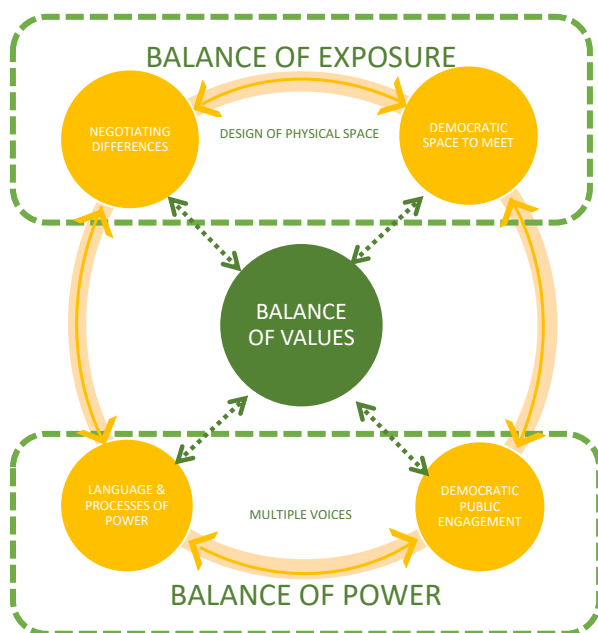 BALANCE OF EXPOSURE
NEGOTIATING
DIFFERENCES
DESIGN OF PHYSICAL SPACE
DEMOCRATIC
SPACE TO MEET
BALANCE
OF VALUES
LANGUAGE &
PROCESSES OF
POWER
MULTIPLE VOICES
DEMOCRATIC
PUBLIC
ENGAGEMENT
BALANCE OF POWER